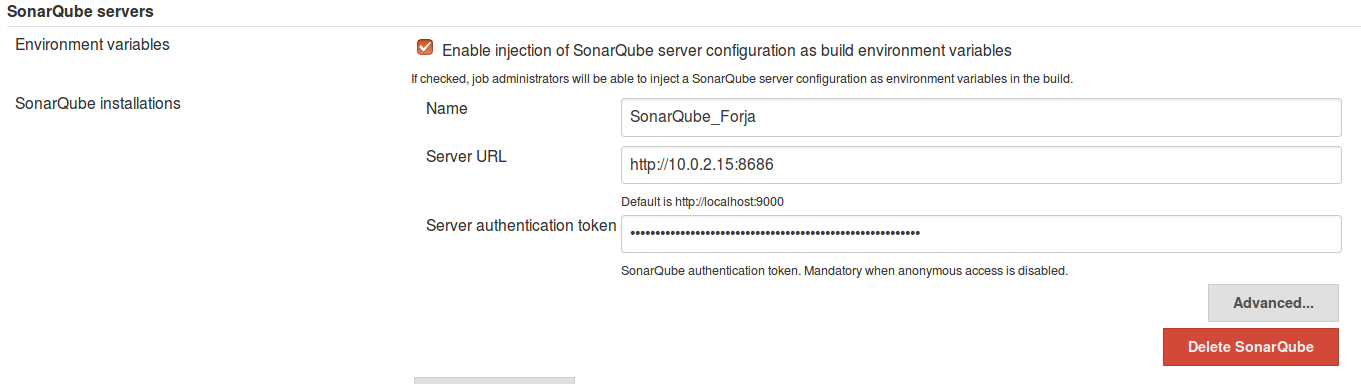 SonarQube servers
Environment variables
Enable injection of SonarQube server configuration as build environment variables
If checked, job administrators will be able to inject a SonarQube server configuration as environment variables in the build.
SonarQube installations
Name
SonarQube_Forja
Server URL
http://10.0.2.15:8686
Default is http://localhost:9000
Server authentication token
SonarQube authentication token. Mandatory when anonymous access is disabled.
Advanced...
Delete SonarQube